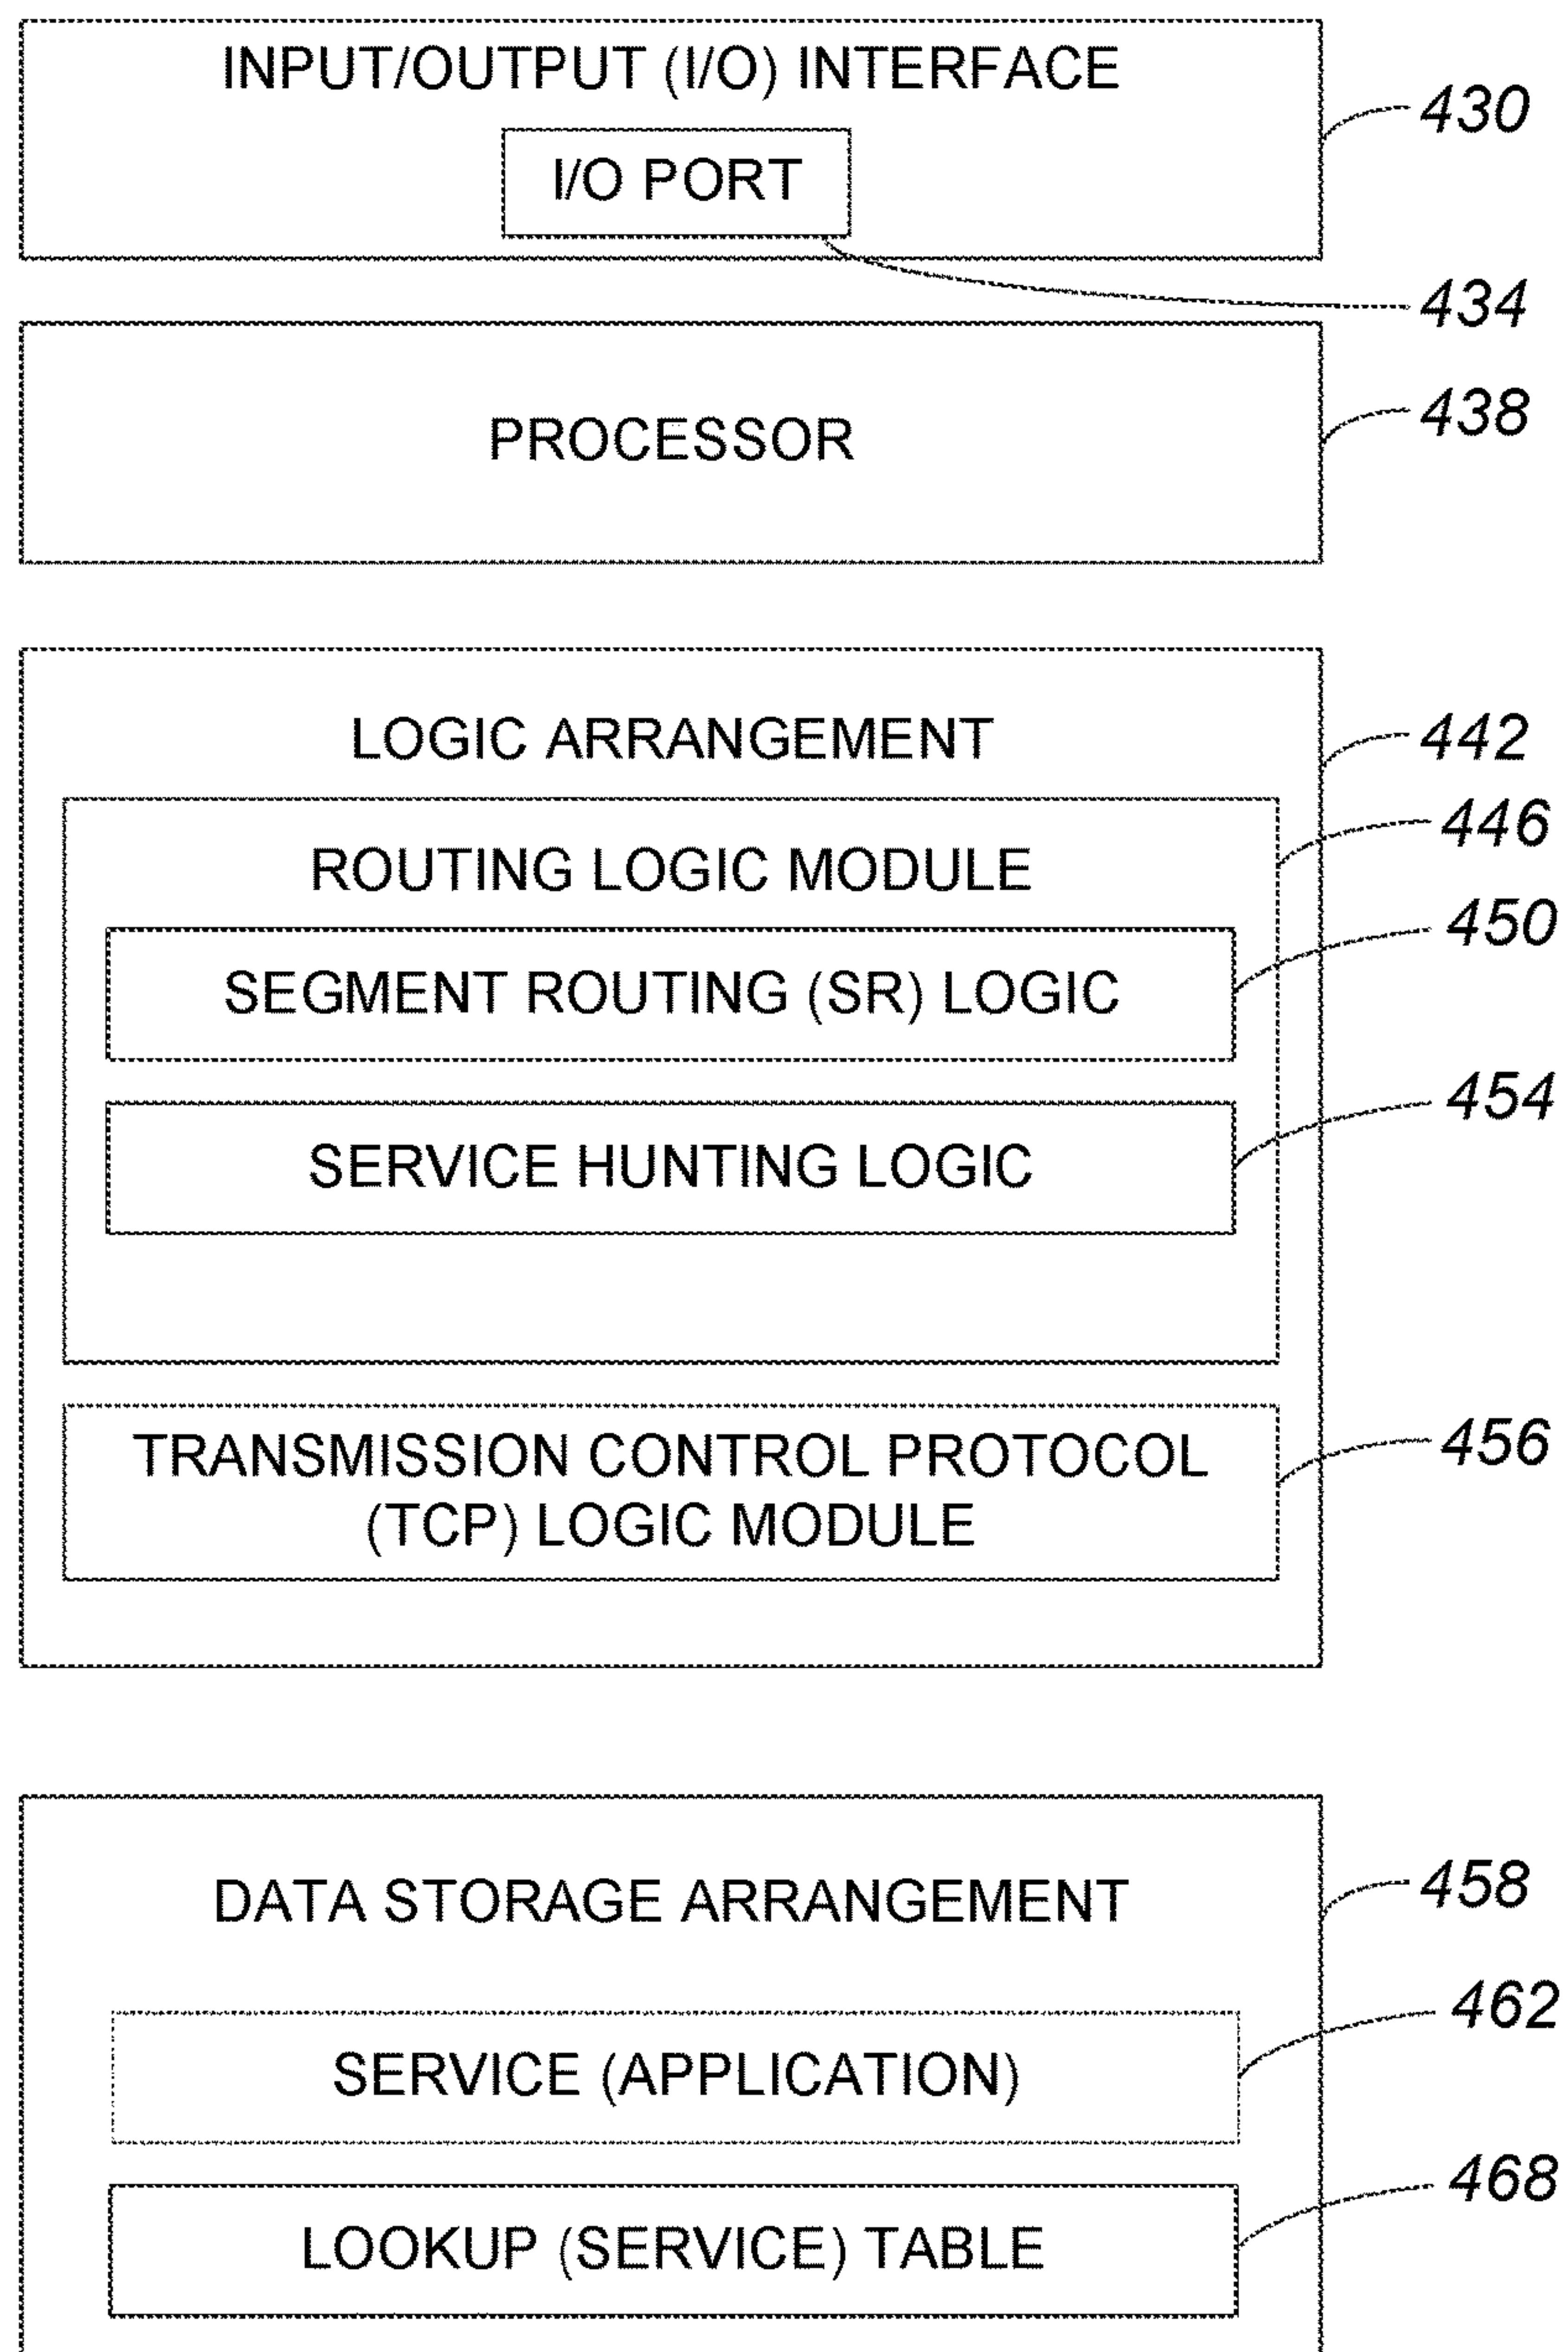 INPUT/OUTPUT (I/O) INTERFACE
430
I/O PORT
434
PROCESSOR
438
LOGIC ARRANGEMENT
442
446
ROUTING LOGIC MODULE
450
SEGMENT ROUTING (SR) LOGIC
454
SERVICE HUNTING LOGIC
456
TRANSMISSION CONTROL PROTOCOL
(TCP) LOGIC MODULE
458
DATA STORAGE ARRANGEMENT
462
SERVICE (APPLICATION)
468
LOOKUP (SERVICE) TABLE